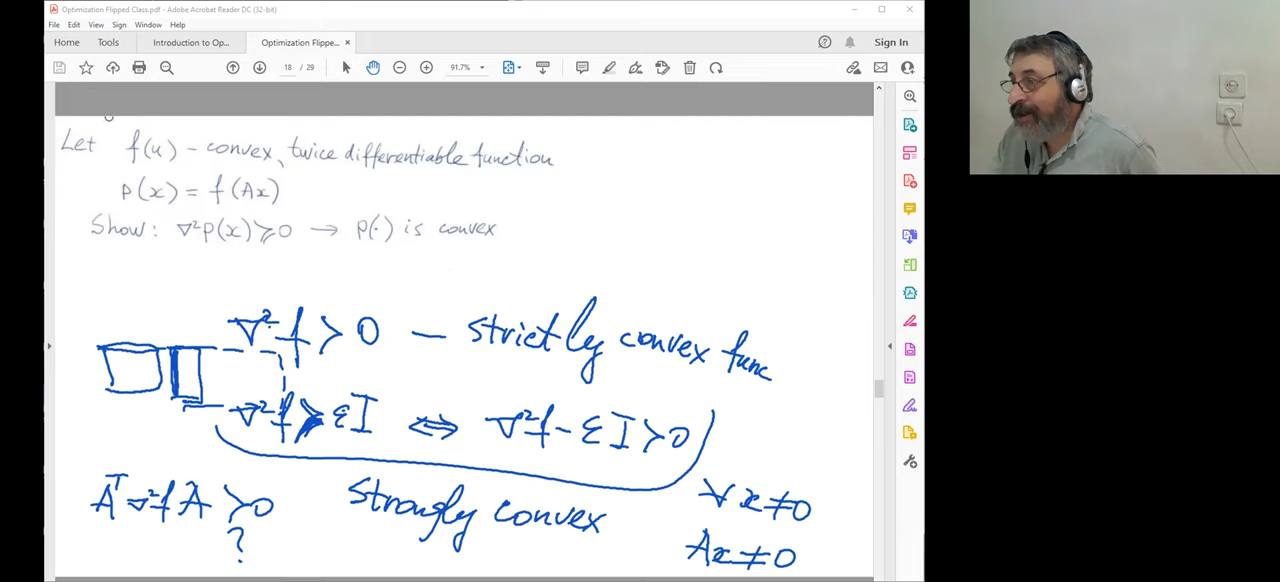 Optimization Flipped Class.pdf - Adobe Acrobat Reader DC (32-bit)
File Edit View Sign Window Help
Home Tools Introduction to Op... Optimization Flippe... × Sign In
18 / 29 91.7%
Let f(u) - convex, twice differentiable function
P(x) = f(Ax)
Show: ∇²P(x) ≽ 0 → P(·) is convex
∇²f ≻ 0 — strictly convex func
∇²f ≽ εI ⇔ ∇²f - εI ≻ 0
Aᵀ∇²f A ≻ 0 strongly convex ∀x≠0
? Ax≠0